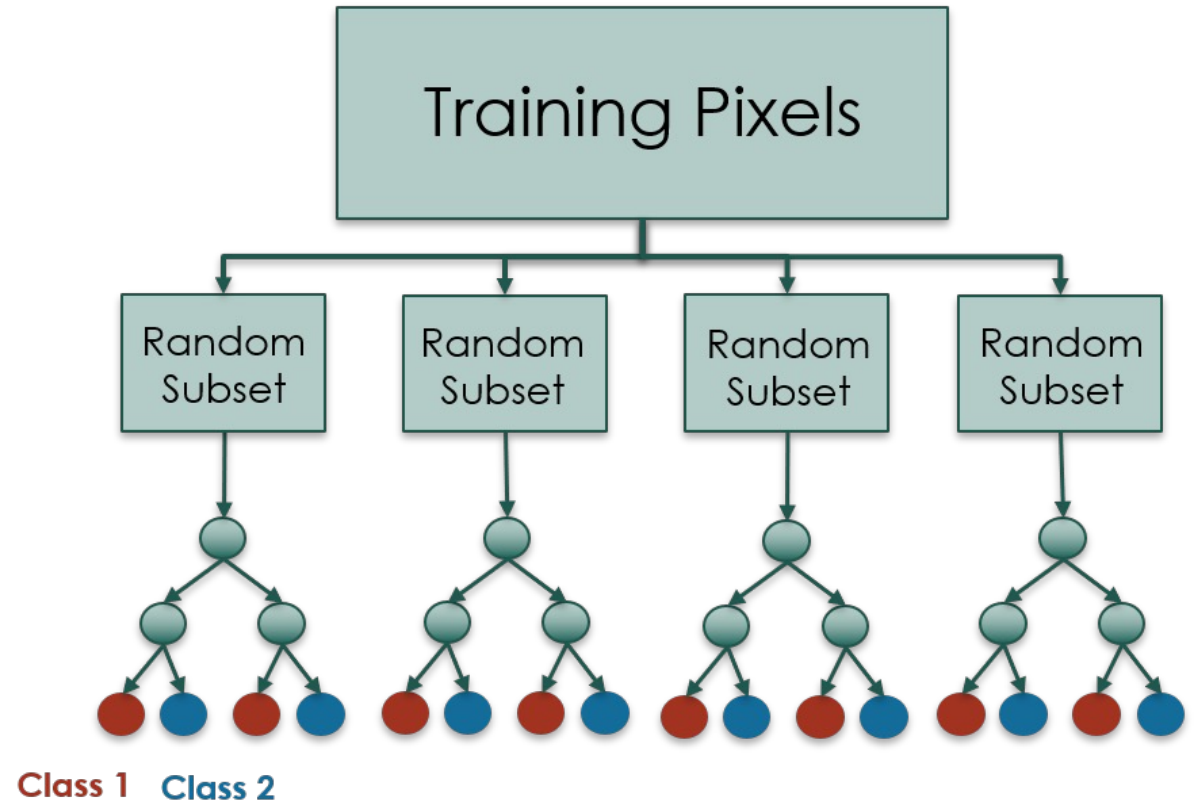 Training Pixels
Random
Subset
Random
Subset
Random
Subset
Random
Subset
Class 1
Class 2